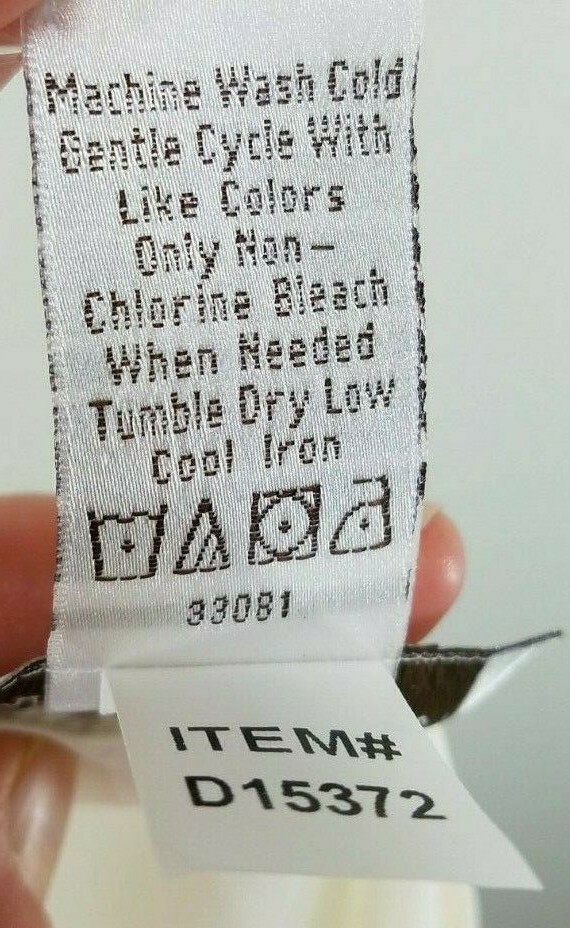 Machine Wash Cold
Gentle Cycle With
Like Colors
Only Non-
Chlorine Bleach
When Needed
Tumble Dry Low
Cool Iron
33081
ITEM#
D15372